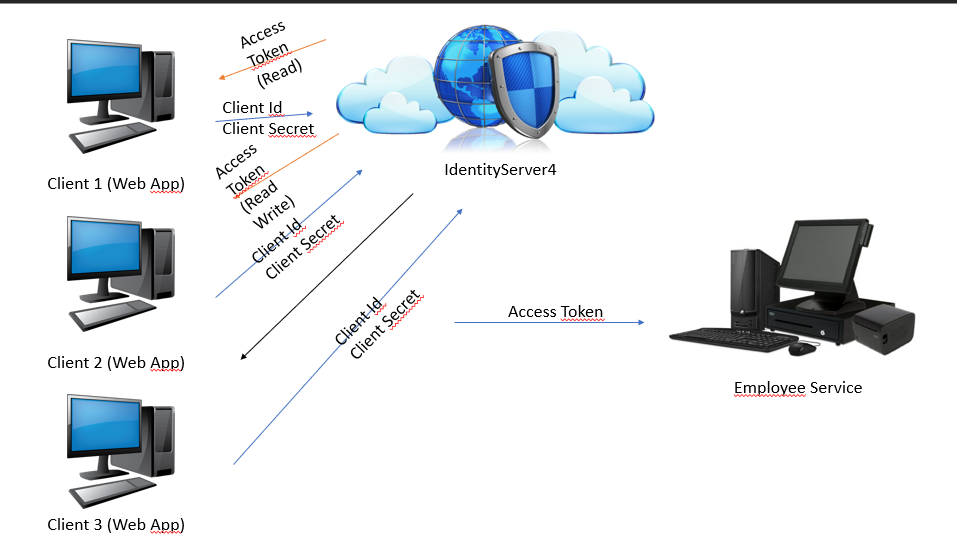 Access
Token
(Read)
Client Id
Client Secret
IdentityServer4
Client 1 (Web App)
Access
Token
(Read
Write)
Client Id
Client Secret
Client 2 (Web App)
Client Id
Client Secret
Access Token
Employee Service
Client 3 (Web App)